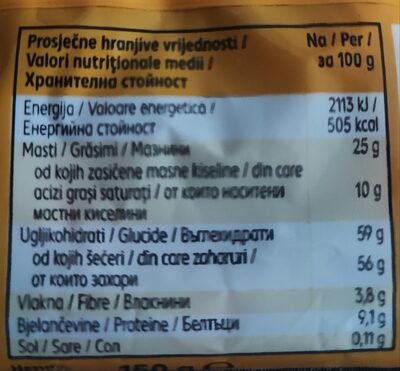 Prosječne hranjive vrijednosti / Na / Per /
Valori nutriționale medii / за 100 g
Хранителна стойност
Energija / Valoare energetică / 2113 kJ /
Енергийна стойност 505 kcal
Masti / Grăsimi / Мазнини 25 g
od kojih zasičene masne kiseline / din care
acizi grași saturați / от които наситени 10 g
мастни киселини
Ugljikohidrati / Glucide / Въглехидрати 59 g
od kojih šećeri / din care zaharuri / 56 g
от които захари
Vlakna / Fibre / Влакнини 3,8 g
Bjelančevine / Proteine / Белтъци 9,1 g
Sol / Sare / Сол 0,11 g
150 g